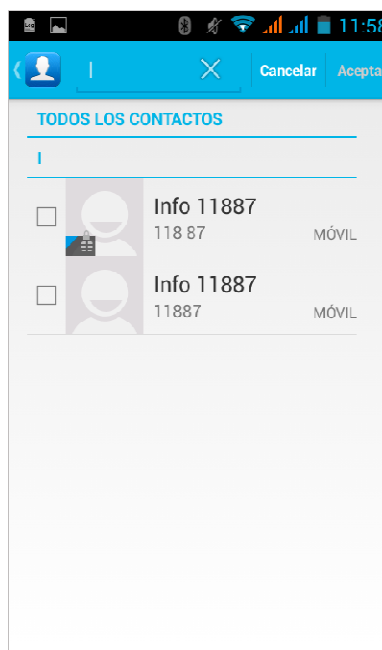 11:58
I
Cancelar
Acepta
TODOS LOS CONTACTOS
I
Info 11887
118 87
MÓVIL
Info 11887
11887
MÓVIL